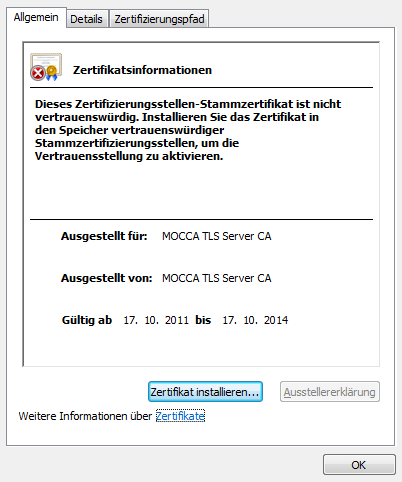 Allgemein Details Zertifizierungspfad
Zertifikatsinformationen
Dieses Zertifizierungsstellen-Stammzertifikat ist nicht
vertrauenswürdig. Installieren Sie das Zertifikat in
den Speicher vertrauenswürdiger
Stammzertifizierungsstellen, um die
Vertrauensstellung zu aktivieren.
Ausgestellt für: MOCCA TLS Server CA
Ausgestellt von: MOCCA TLS Server CA
Gültig ab 17. 10. 2011 bis 17. 10. 2014
Zertifikat installieren... Ausstellererklärung
Weitere Informationen über Zertifikate
OK